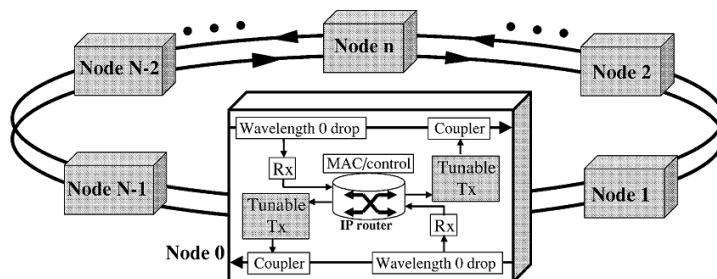 Node n
Node N-2
Node 2
Wavelength 0 drop
Coupler
Rx
MAC/control
Tunable
Tx
Node N-1
Tunable
Tx
IP router
Rx
Node 1
Node 0
Coupler
Wavelength 0 drop